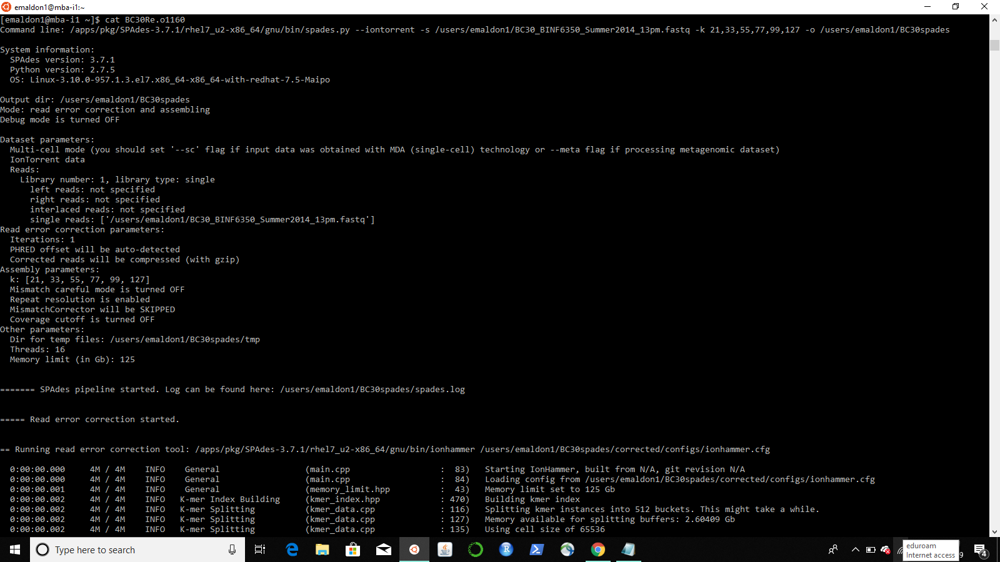 emaldon1@mba-i1:~
[emaldon1@mba-i1 ~]$ cat BC30Re.o1160
Command line: /apps/pkg/SPAdes-3.7.1/rhel7_u2-x86_64/gnu/bin/spades.py --iontorrent -s /users/emaldon1/BC30_BINF6350_Summer2014_13pm.fastq -k 21,33,55,77,99,127 -o /users/emaldon1/BC30spades
System information:
SPAdes version: 3.7.1
Python version: 2.7.5
OS: Linux-3.10.0-957.1.3.el7.x86_64-x86_64-with-redhat-7.5-Maipo
Output dir: /users/emaldon1/BC30spades
Mode: read error correction and assembling
Debug mode is turned OFF
Dataset parameters:
Multi-cell mode (you should set '--sc' flag if input data was obtained with MDA (single-cell) technology or --meta flag if processing metagenomic dataset)
IonTorrent data
Reads:
Library number: 1, library type: single
left reads: not specified
right reads: not specified
interlaced reads: not specified
single reads: ['/users/emaldon1/BC30_BINF6350_Summer2014_13pm.fastq']
Read error correction parameters:
Iterations: 1
PHRED offset will be auto-detected
Corrected reads will be compressed (with gzip)
Assembly parameters:
k: [21, 33, 55, 77, 99, 127]
Mismatch careful mode is turned OFF
Repeat resolution is enabled
MismatchCorrector will be SKIPPED
Coverage cutoff is turned OFF
Other parameters:
Dir for temp files: /users/emaldon1/BC30spades/tmp
Threads: 16
Memory limit (in Gb): 125
======= SPAdes pipeline started. Log can be found here: /users/emaldon1/BC30spades/spades.log
===== Read error correction started.
== Running read error correction tool: /apps/pkg/SPAdes-3.7.1/rhel7_u2-x86_64/gnu/bin/ionhammer /users/emaldon1/BC30spades/corrected/configs/ionhammer.cfg
0:00:00.000 4M / 4M INFO General (main.cpp : 83) Starting IonHammer, built from N/A, git revision N/A
0:00:00.000 4M / 4M INFO General (main.cpp : 84) Loading config from /users/emaldon1/BC30spades/corrected/configs/ionhammer.cfg
0:00:00.001 4M / 4M INFO General (memory_limit.hpp : 43) Memory limit set to 125 Gb
0:00:00.002 4M / 4M INFO K-mer Index Building (kmer_index.hpp : 470) Building kmer index
0:00:00.002 4M / 4M INFO K-mer Splitting (kmer_data.cpp : 116) Splitting kmer instances into 512 buckets. This might take a while.
0:00:00.002 4M / 4M INFO K-mer Splitting (kmer_data.cpp : 127) Memory available for splitting buffers: 2.60409 Gb
0:00:00.002 4M / 4M INFO K-mer Splitting (kmer_data.cpp : 135) Using cell size of 65536
Type here to search
eduroam
Internet access
9
4